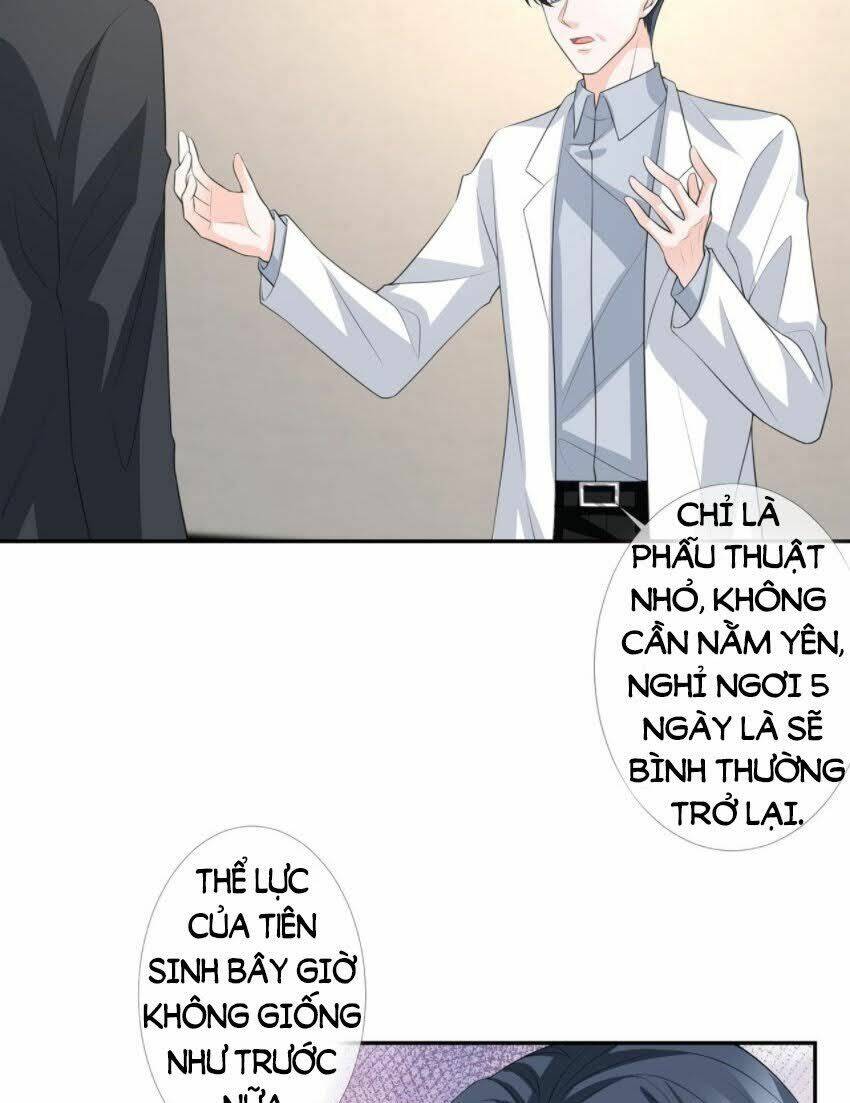 CHỈ LÀ
PHẪU THUẬT
NHỎ, KHÔNG
CẦN NẰM YÊN,
NGHỈ NGƠI 5
NGÀY LÀ SẼ
BÌNH THƯỜNG
TRỞ LẠI.
THỂ LỰC
CỦA TIÊN
SINH BÂY GIỜ
KHÔNG GIỐNG
NHƯ TRƯỚC
NỮA